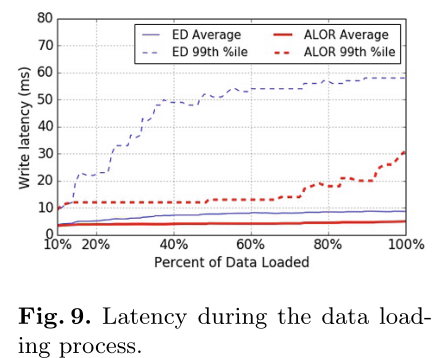 80
70
60
50
40
30
20
10
0
Write latency (ms)
ED Average
ED 99th %ile
ALOR Average
ALOR 99th %ile
10% 20% 40% 60% 80% 100%
Percent of Data Loaded
Fig. 9. Latency during the data load-
ing process.